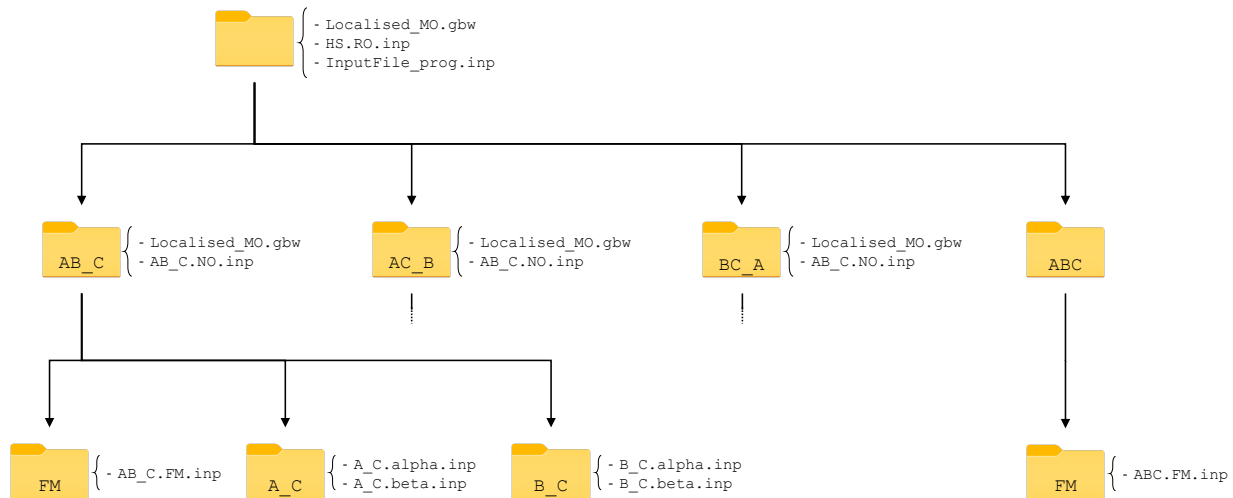 - Localised_MO.gbw
- HS.RO.inp
- InputFile_prog.inp
AB_C
- Localised_MO.gbw
- AB_C.NO.inp
AC_B
- Localised_MO.gbw
- AB_C.NO.inp
BC_A
- Localised_MO.gbw
- AB_C.NO.inp
ABC
FM
- AB_C.FM.inp
A_C
- A_C.alpha.inp
- A_C.beta.inp
B_C
- B_C.alpha.inp
- B_C.beta.inp
FM
- ABC.FM.inp